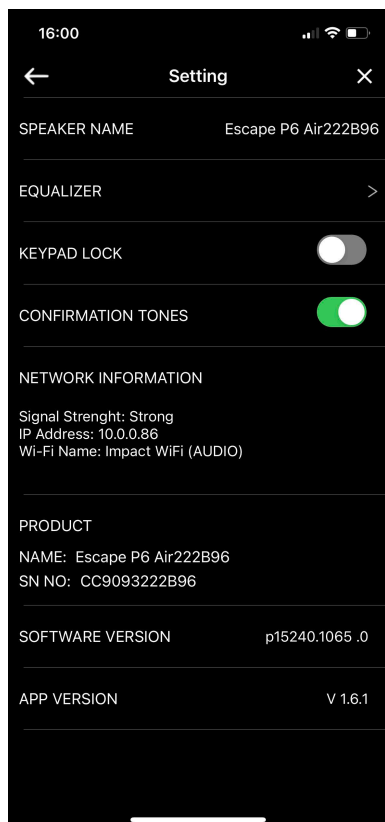 16:00
Setting
SPEAKER NAME Escape P6 Air222B96
EQUALIZER >
KEYPAD LOCK
CONFIRMATION TONES
NETWORK INFORMATION
Signal Strenght: Strong
IP Address: 10.0.0.86
Wi-Fi Name: Impact WiFi (AUDIO)
PRODUCT
NAME: Escape P6 Air222B96
SN NO: CC9093222B96
SOFTWARE VERSION p15240.1065 .0
APP VERSION V 1.6.1